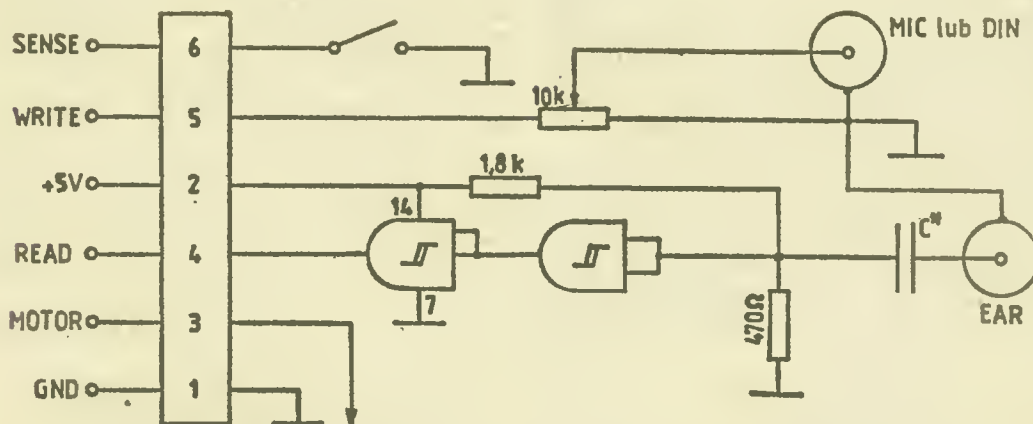 SENSE 6
MIC lub DIN
WRITE 5 10k
+5V 2 1,8k
14
READ 4
C*
7
EAR
MOTOR 3
470Ω
GND 1